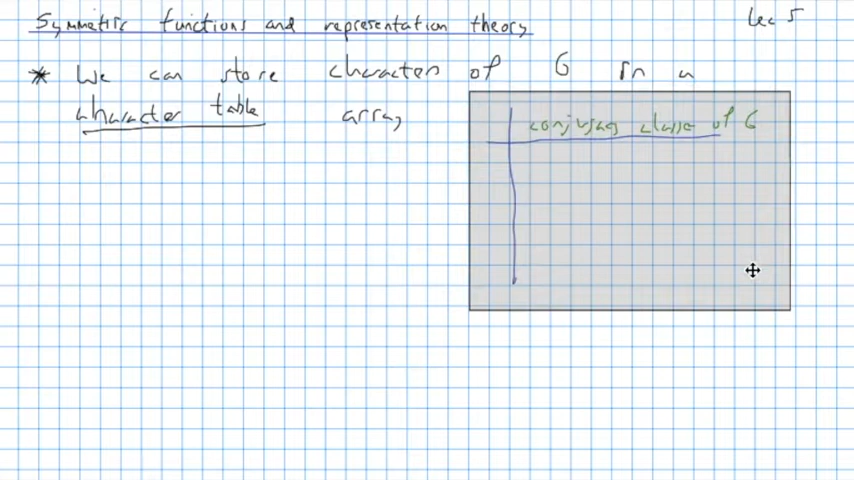 Symmetric functions and representation theory lec 5
* We can store characters of G in a
character table array
conjugacy classes of G